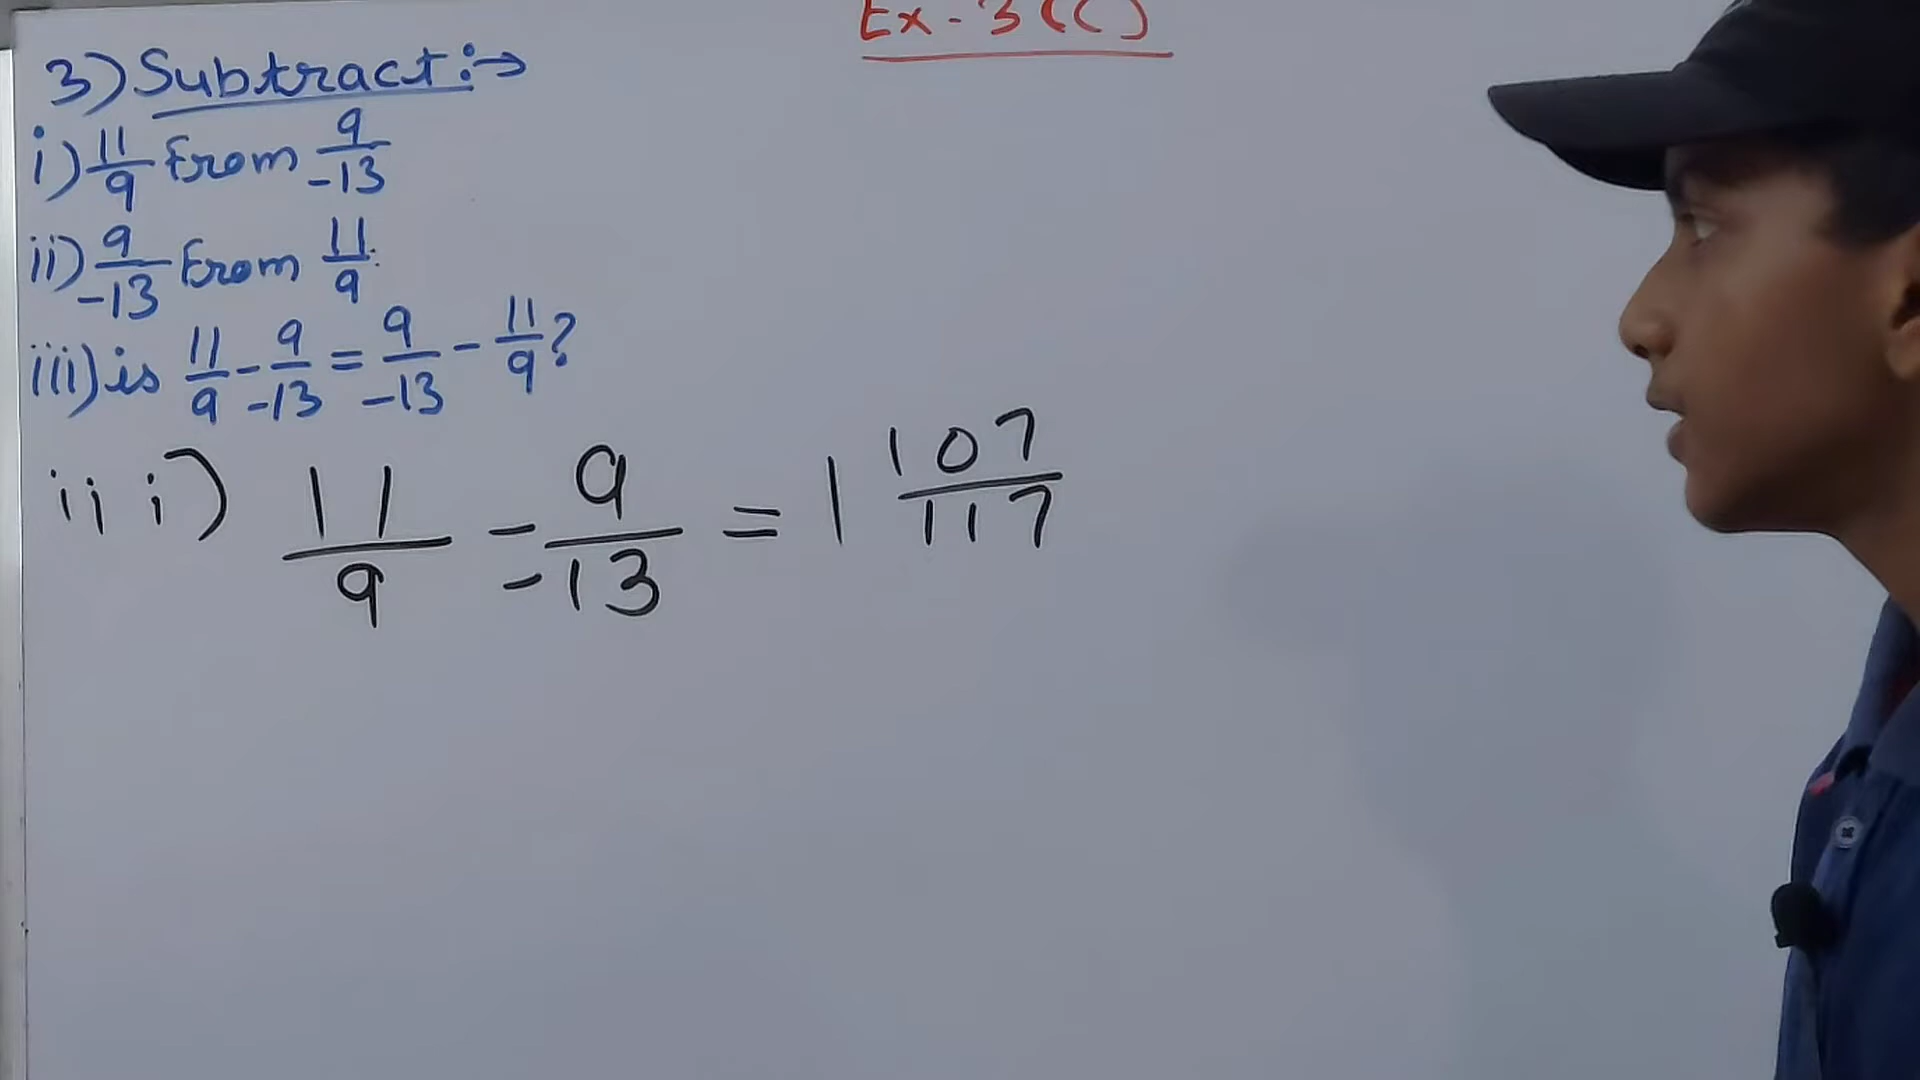 Ex - 3 (C)
3) Subtract :→
i) 11/9 from 9/-13
ii) 9/-13 from 11/9
iii) is 11/9 - 9/-13 = 9/-13 - 11/9 ?
iii) 11/9 - 9/-13 = 1 107/117